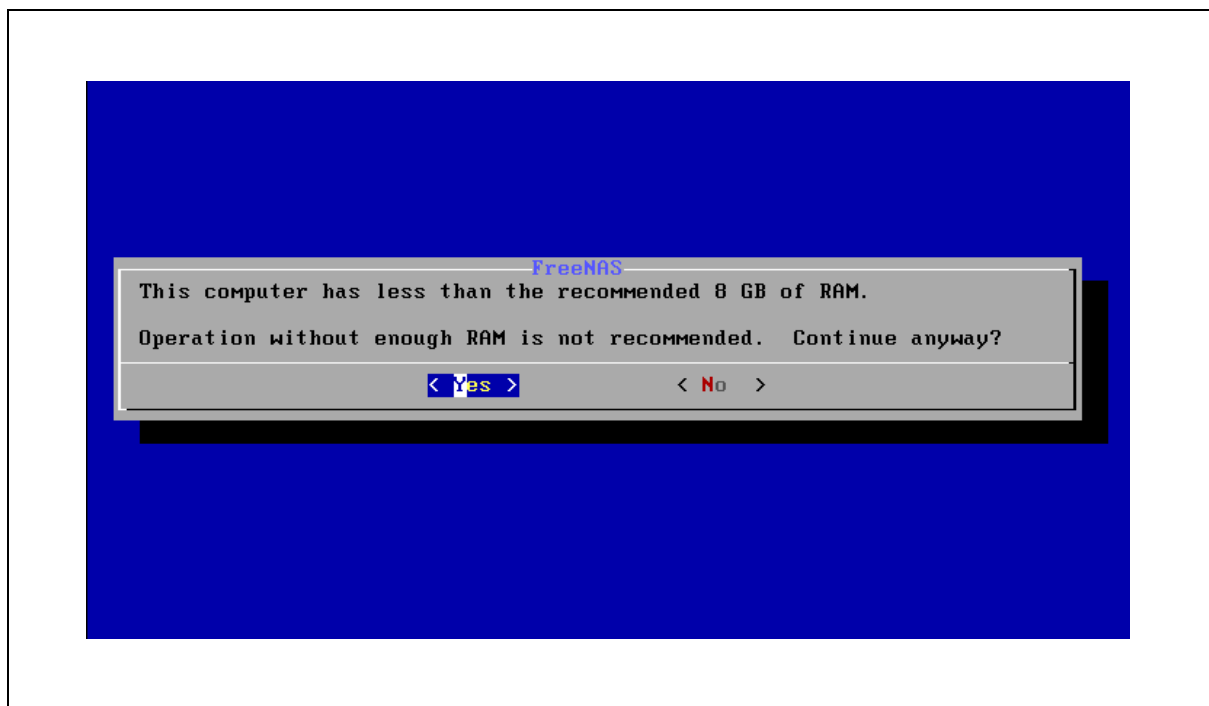 FreeNAS
This computer has less than the recommended 8 GB of RAM.
Operation without enough RAM is not recommended.  Continue anyway?
< Yes >  < No  >